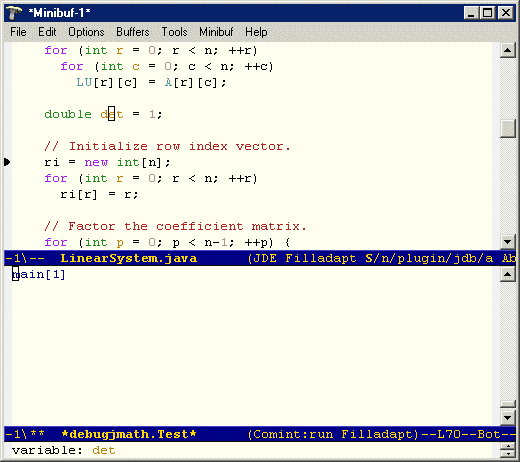 *Minibuf-1*
File Edit Options Buffers Tools Minibuf Help
for (int r = 0; r < n; ++r)
for (int c = 0; c < n; ++c)
LU[r][c] = A[r][c];
double det = 1;
// Initialize row index vector.
ri = new int[n];
for (int r = 0; r < n; ++r)
ri[r] = r;
// Factor the coefficient matrix.
for (int p = 0; p < n-1; ++p) {
-1\-- LinearSystem.java (JDE Filladapt S/n/plugin/jdb/a Ab
main[1]
-1\** *debugjmath.Test* (Comint:run Filladapt)--L70--Bot--
variable: det